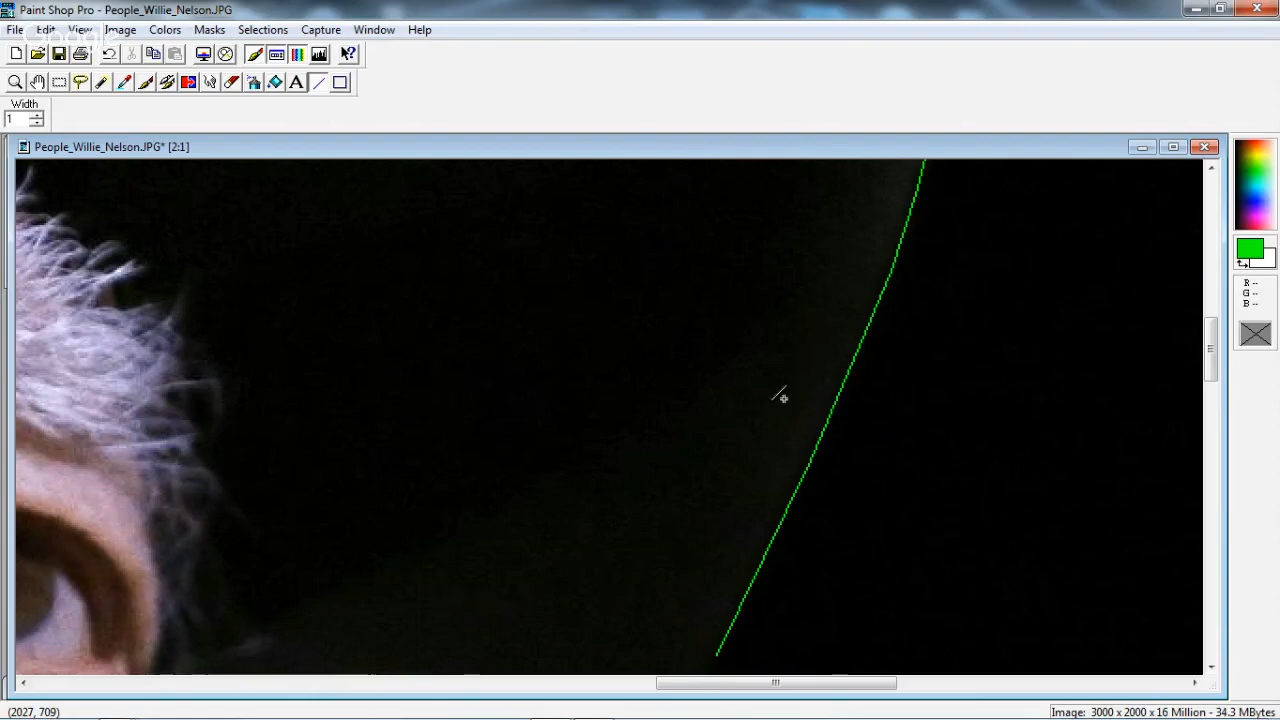 Paint Shop Pro - People_Willie_Nelson.JPG
File Edit View Image Colors Masks Selections Capture Window Help
Google
Width
1
People_Willie_Nelson.JPG* [2:1]
R --
G --
B --
(2027, 709)
Image: 3000 x 2000 x 16 Million - 34.3 MBytes